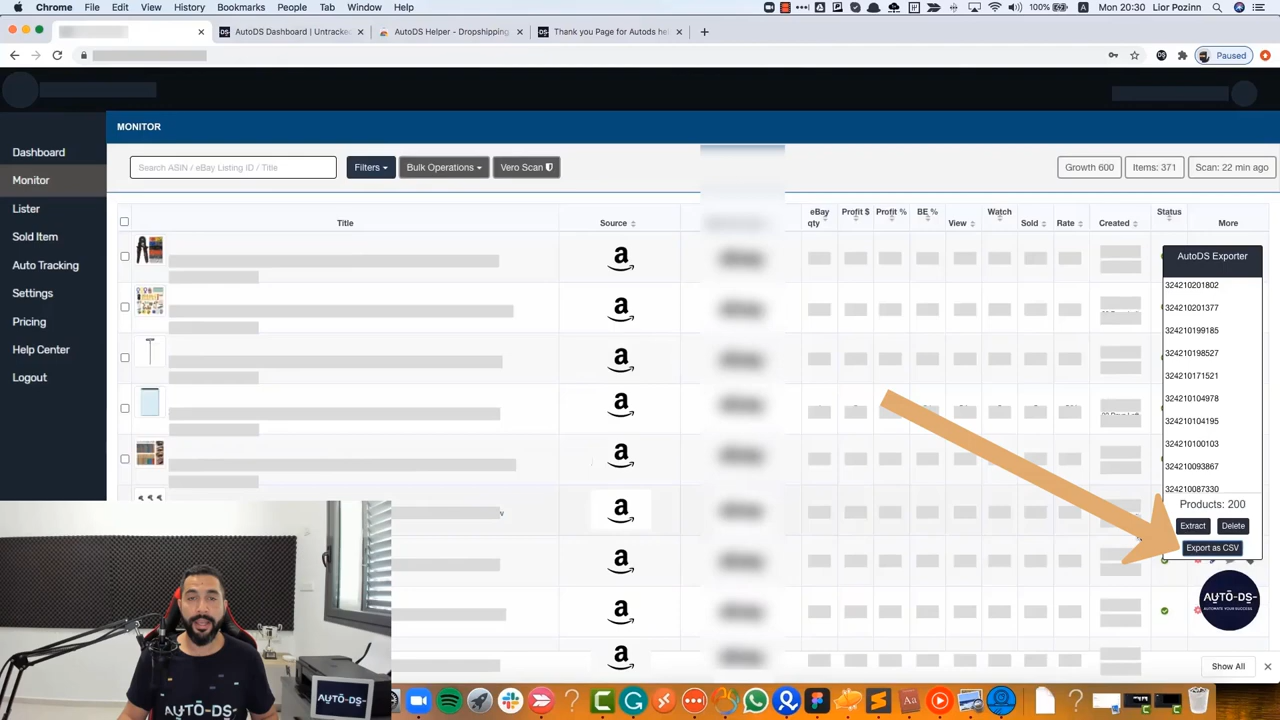 Chrome File Edit View History Bookmarks People Tab Window Help
100% Mon 20:30 Lior Pozinn
AutoDS Dashboard | Untracke
AutoDS Helper - Dropshipping
Thank you Page for Autods hel
Paused
MONITOR
Dashboard
Monitor
Lister
Sold Item
Auto Tracking
Settings
Pricing
Help Center
Logout
Search ASIN / eBay Listing ID / Title
Filters
Bulk Operations
Vero Scan
Growth 600
Items: 371
Scan: 22 min ago
Title
Source
eBay qty
Profit $
Profit %
BE %
View
Watch
Sold
Rate
Created
Status
More
AutoDS Exporter
324210201802
324210201377
324210199185
324210198527
324210171521
324210104978
324210104195
324210100103
324210093867
324210087330
Products: 200
Extract Delete
Export as CSV
AUTO-DS-
AUTOMATE YOUR SUCCESS
AUTO-DS-
AUTO-DS-
Show All